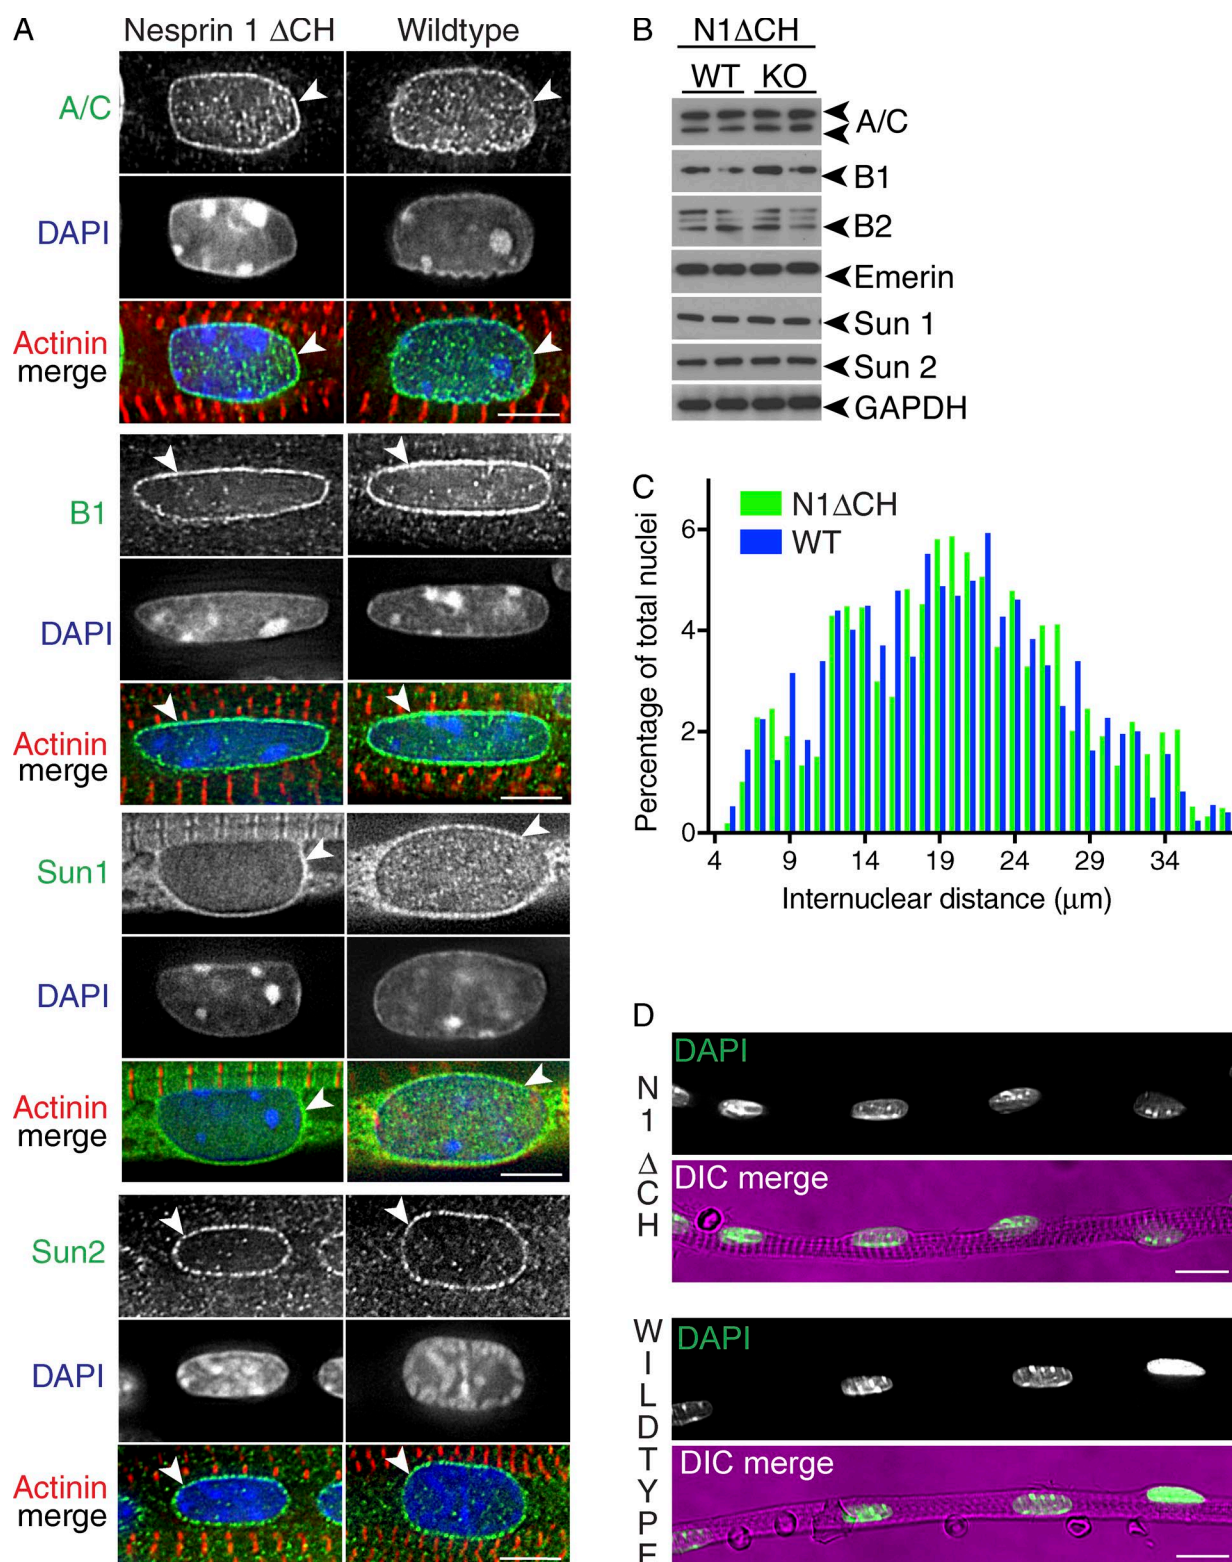 A
Nesprin 1 ΔCH
Wildtype
A/C
DAPI
Actinin
merge
B1
DAPI
Actinin
merge
Sun1
DAPI
Actinin
merge
Sun2
DAPI
Actinin
merge
B
N1ΔCH
WT
KO
A/C
B1
B2
Emerin
Sun 1
Sun 2
GAPDH
C
N1ΔCH
WT
Percentage of total nuclei
6
4
2
0
4 9 14 19 24 29 34
Internuclear distance (μm)
D
N
1
Δ
C
H
DAPI
DIC merge
W
I
L
D
T
Y
P
E
DAPI
DIC merge